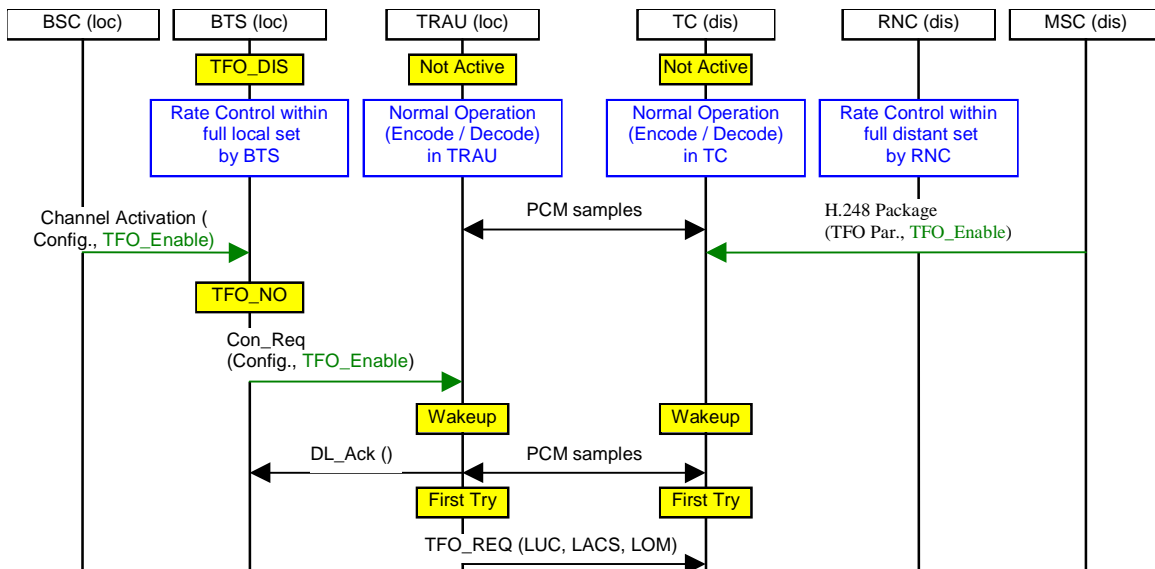 BSC (loc)
BTS (loc)
TRAU (loc)
TC (dis)
RNC (dis)
MSC (dis)
TFO_DIS
Not Active
Not Active
Rate Control within
full local set
by BTS
Normal Operation
(Encode / Decode)
in TRAU
Normal Operation
(Encode / Decode)
in TC
Rate Control within
full distant set
by RNC
Channel Activation (
Config., TFO_Enable)
PCM samples
H.248 Package
(TFO Par., TFO_Enable)
TFO_NO
Con_Req
(Config., TFO_Enable)
Wakeup
Wakeup
DL_Ack ()
PCM samples
First Try
First Try
TFO_REQ (LUC, LACS, LOM)